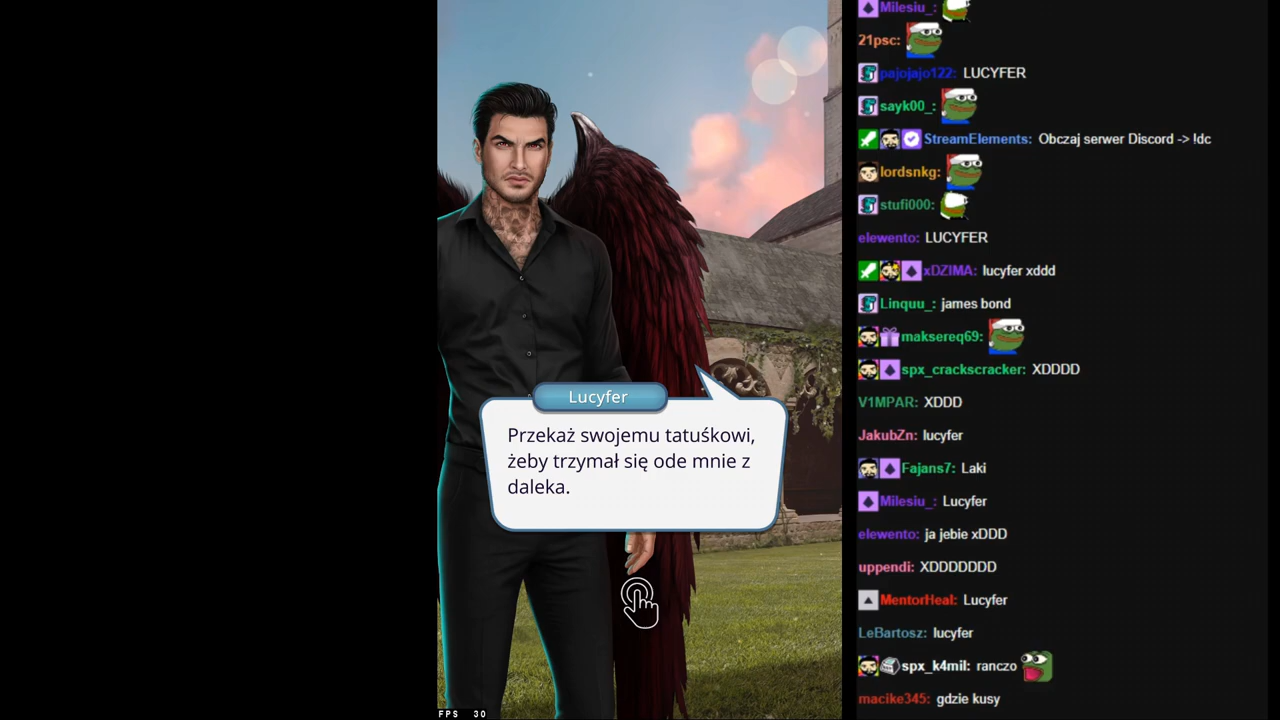 Lucyfer
Przekaż swojemu tatuśkowi,
żeby trzymał się ode mnie z
daleka.
FPS 30
Milesiu_:
21psc:
pajojajo122: LUCYFER
sayk00_:
StreamElements: Obczaj serwer Discord -> !dc
lordsnkg:
stufi000:
elewento: LUCYFER
xDZIMA: lucyfer xddd
Linquu_: james bond
maksereq69:
spx_crackscracker: XDDDD
V1MPAR: XDDD
JakubZn: lucyfer
Fajans7: Laki
Milesiu_: Lucyfer
elewento: ja jebie xDDD
uppendi: XDDDDDDD
MentorHeal: Lucyfer
LeBartosz: lucyfer
spx_k4mil: ranczo
macike345: gdzie kusy